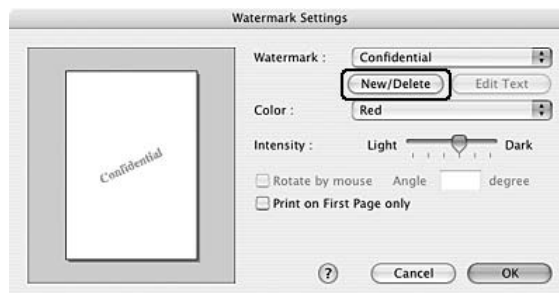 Watermark Settings
Watermark : Confidential
New/Delete Edit Text
Color : Red
Intensity : Light Dark
Confidential
Rotate by mouse Angle degree
Print on First Page only
? Cancel OK